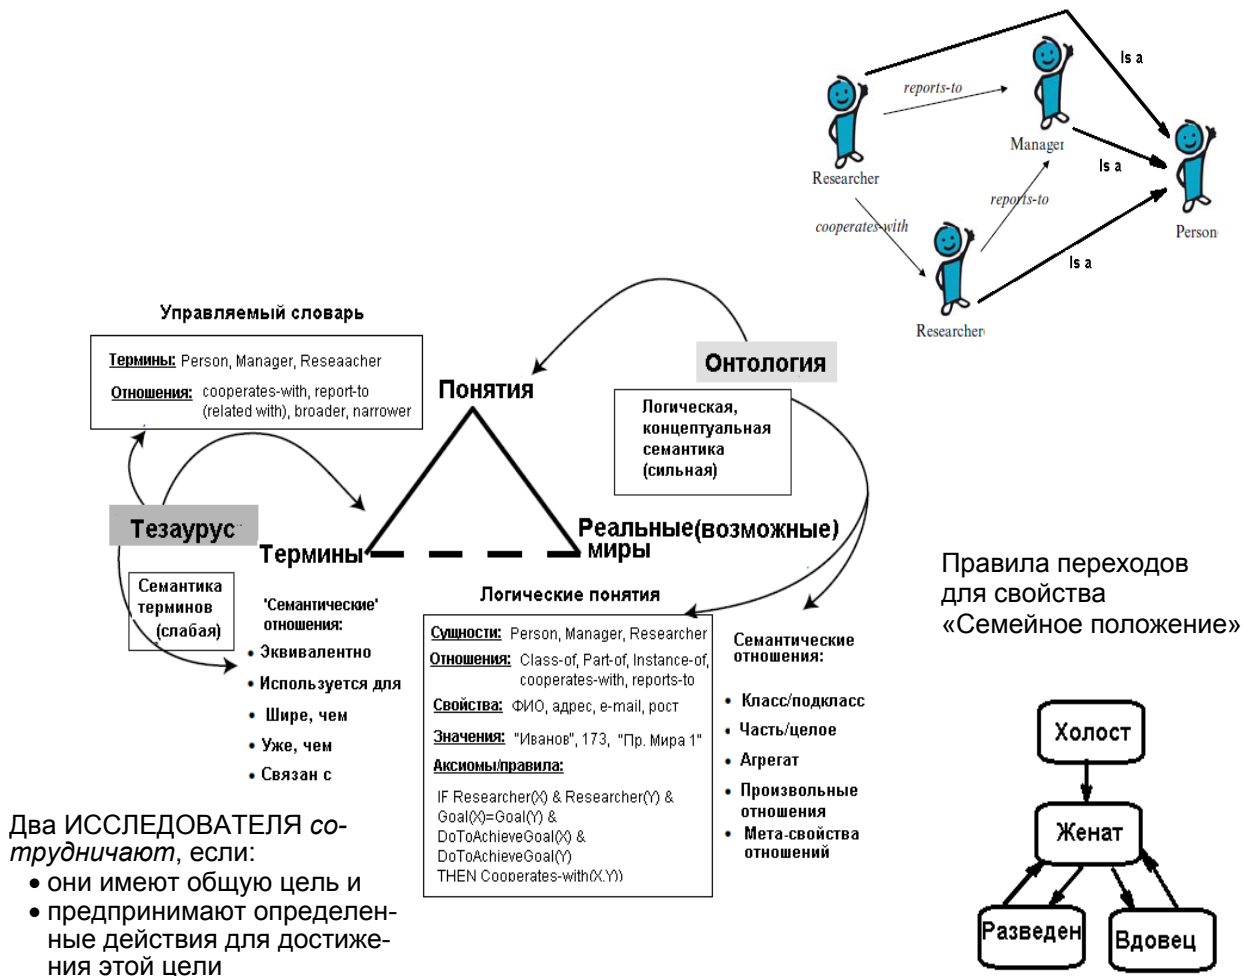 Is a
reports-to
Manager
Researcher
Is a
reports-to
cooperates-with
Person
Is a
Researcher
Управляемый словарь
Термины: Person, Manager, Reseaacher
Отношения: cooperates-with, report-to
(related with), broader, narrower
Понятия
Онтология
Логическая,
концептуальная
семантика
(сильная)
Тезаурус
Термины
Реальные(возможные)
миры
Семантика
терминов
(слабая)
'Семантические'
отношения:
• Эквивалентно
• Используется для
• Шире, чем
• Уже, чем
• Связан с
Логические понятия
Сущности: Person, Manager, Researcher
Отношения: Class-of, Part-of, Instance-of,
cooperates-with, reports-to
Свойства: ФИО, адрес, e-mail, рост
Значения: "Иванов", 173, "Пр. Мира 1"
Аксиомы/правила:
IF Researcher(X) & Researcher(Y) &
Goal(X)=Goal(Y) &
DoToAchieveGoal(X) &
DoToAchieveGoal(Y)
THEN Cooperates-with(X,Y))
Семантические
отношения:
• Класс/подкласс
• Часть/целое
• Агрегат
• Произвольные
отношения
• Мета-свойства
отношений
Правила переходов
для свойства
«Семейное положение»
Холост
Женат
Разведен
Вдовец
Два ИССЛЕДОВАТЕЛЯ со-
трудничают, если:
• они имеют общую цель и
• предпринимают определен-
ные действия для достиже-
ния этой цели